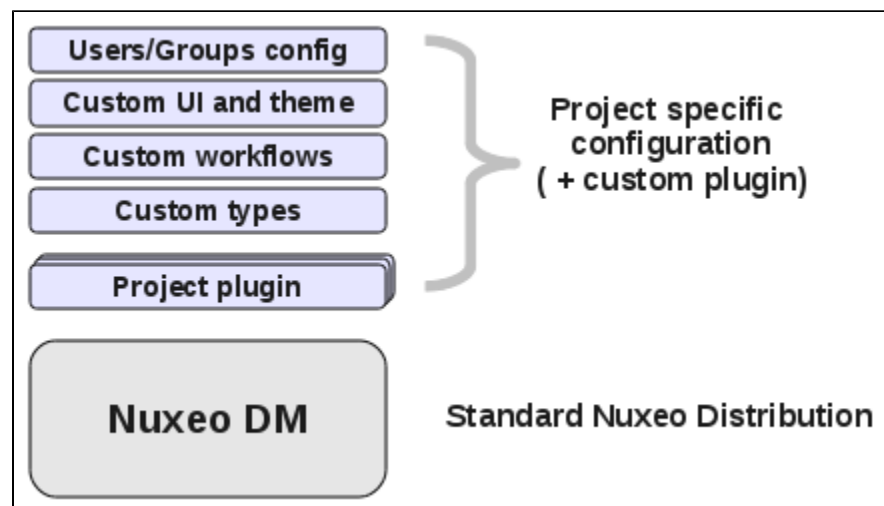 Users/Groups config
Custom UI and theme
Custom workflows
Custom types
Project plugin
Project specific
configuration
( + custom plugin)
Nuxeo DM
Standard Nuxeo Distribution